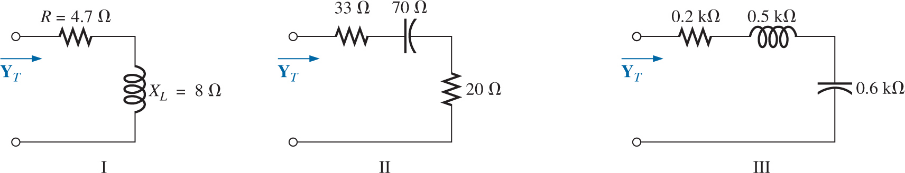 R = 4.7 Ω
Y_T
X_L = 8 Ω
I
33 Ω
70 Ω
Y_T
20 Ω
II
0.2 kΩ
0.5 kΩ
Y_T
0.6 kΩ
III